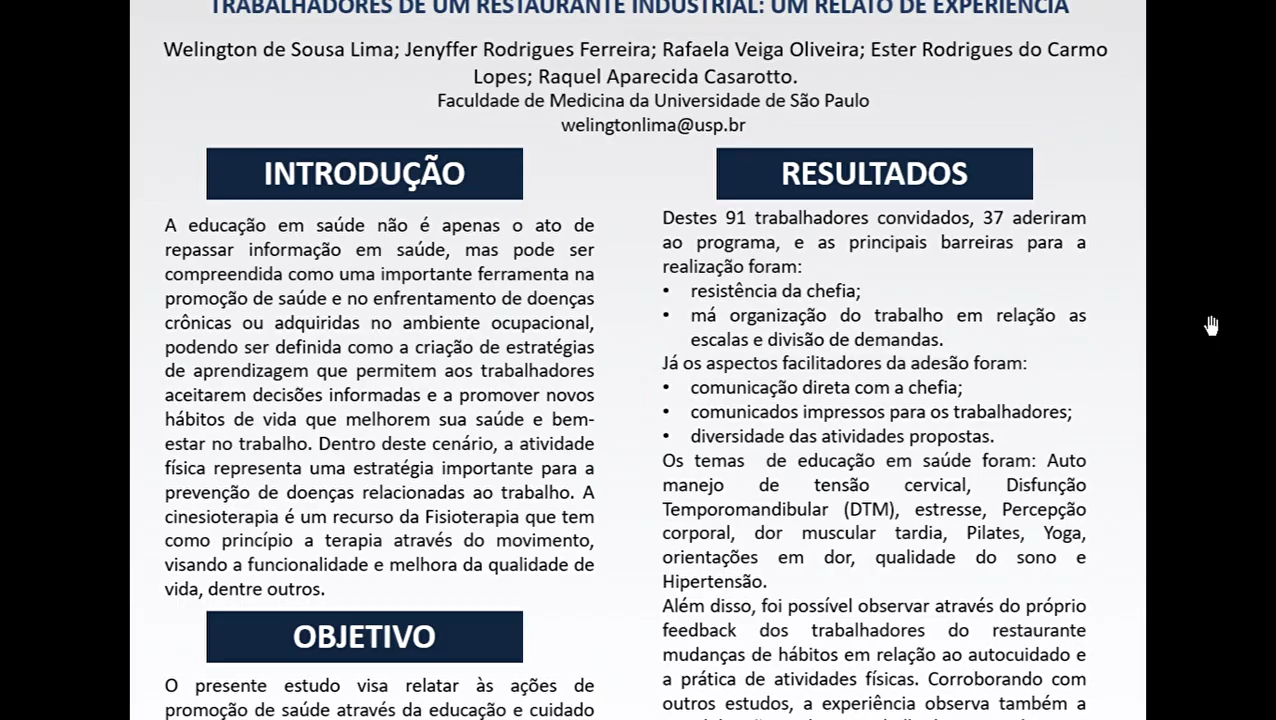 TRABALHADORES DE UM RESTAURANTE INDUSTRIAL: UM RELATO DE EXPERIÊNCIA
Welington de Sousa Lima; Jenyffer Rodrigues Ferreira; Rafaela Veiga Oliveira; Ester Rodrigues do Carmo
Lopes; Raquel Aparecida Casarotto.
Faculdade de Medicina da Universidade de São Paulo
welingtonlima@usp.br
INTRODUÇÃO
A educação em saúde não é apenas o ato de
repassar informação em saúde, mas pode ser
compreendida como uma importante ferramenta na
promoção de saúde e no enfrentamento de doenças
crônicas ou adquiridas no ambiente ocupacional,
podendo ser definida como a criação de estratégias
de aprendizagem que permitem aos trabalhadores
aceitarem decisões informadas e a promover novos
hábitos de vida que melhorem sua saúde e bem-
estar no trabalho. Dentro deste cenário, a atividade
física representa uma estratégia importante para a
prevenção de doenças relacionadas ao trabalho. A
cinesioterapia é um recurso da Fisioterapia que tem
como princípio a terapia através do movimento,
visando a funcionalidade e melhora da qualidade de
vida, dentre outros.
OBJETIVO
O presente estudo visa relatar às ações de
promoção de saúde através da educação e cuidado
RESULTADOS
Destes 91 trabalhadores convidados, 37 aderiram
ao programa, e as principais barreiras para a
realização foram:
• resistência da chefia;
• má organização do trabalho em relação as
escalas e divisão de demandas.
Já os aspectos facilitadores da adesão foram:
• comunicação direta com a chefia;
• comunicados impressos para os trabalhadores;
• diversidade das atividades propostas.
Os temas de educação em saúde foram: Auto
manejo de tensão cervical, Disfunção
Temporomandibular (DTM), estresse, Percepção
corporal, dor muscular tardia, Pilates, Yoga,
orientações em dor, qualidade do sono e
Hipertensão.
Além disso, foi possível observar através do próprio
feedback dos trabalhadores do restaurante
mudanças de hábitos em relação ao autocuidado e
a prática de atividades físicas. Corroborando com
outros estudos, a experiência observa também a